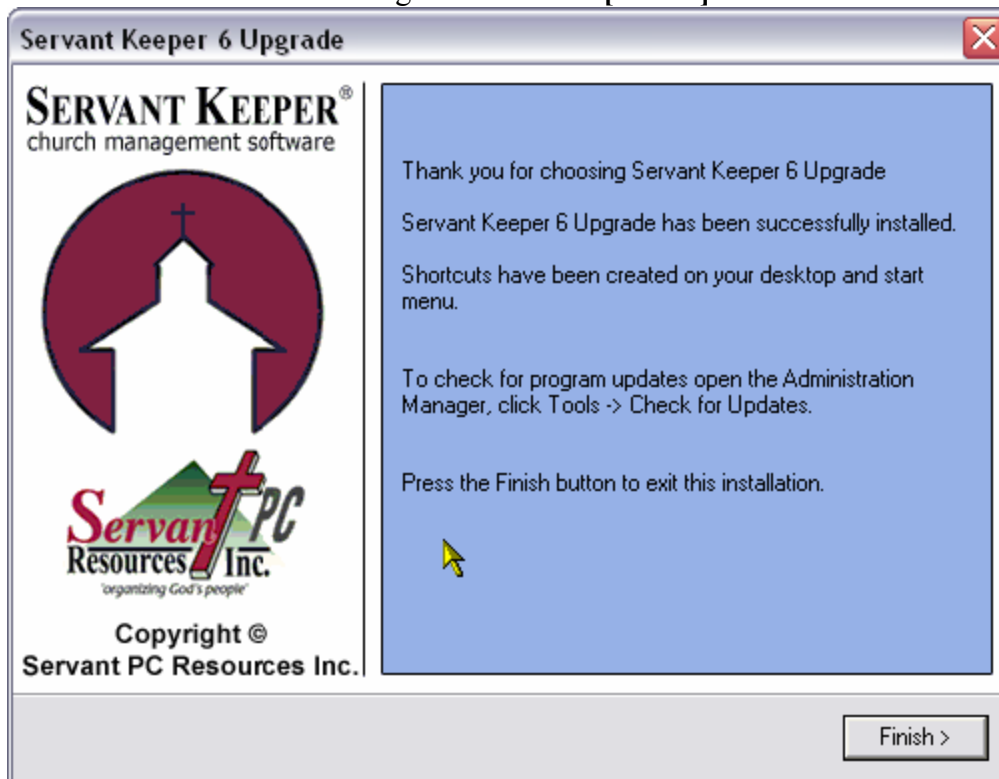 Servant Keeper 6 Upgrade
SERVANT KEEPER®
church management software
Thank you for choosing Servant Keeper 6 Upgrade
Servant Keeper 6 Upgrade has been successfully installed.
Shortcuts have been created on your desktop and start
menu.
To check for program updates open the Administration
Manager, click Tools -> Check for Updates.
Press the Finish button to exit this installation.
Servant PC
Resources Inc.
"organizing God's people"
Copyright ©
Servant PC Resources Inc.
Finish >